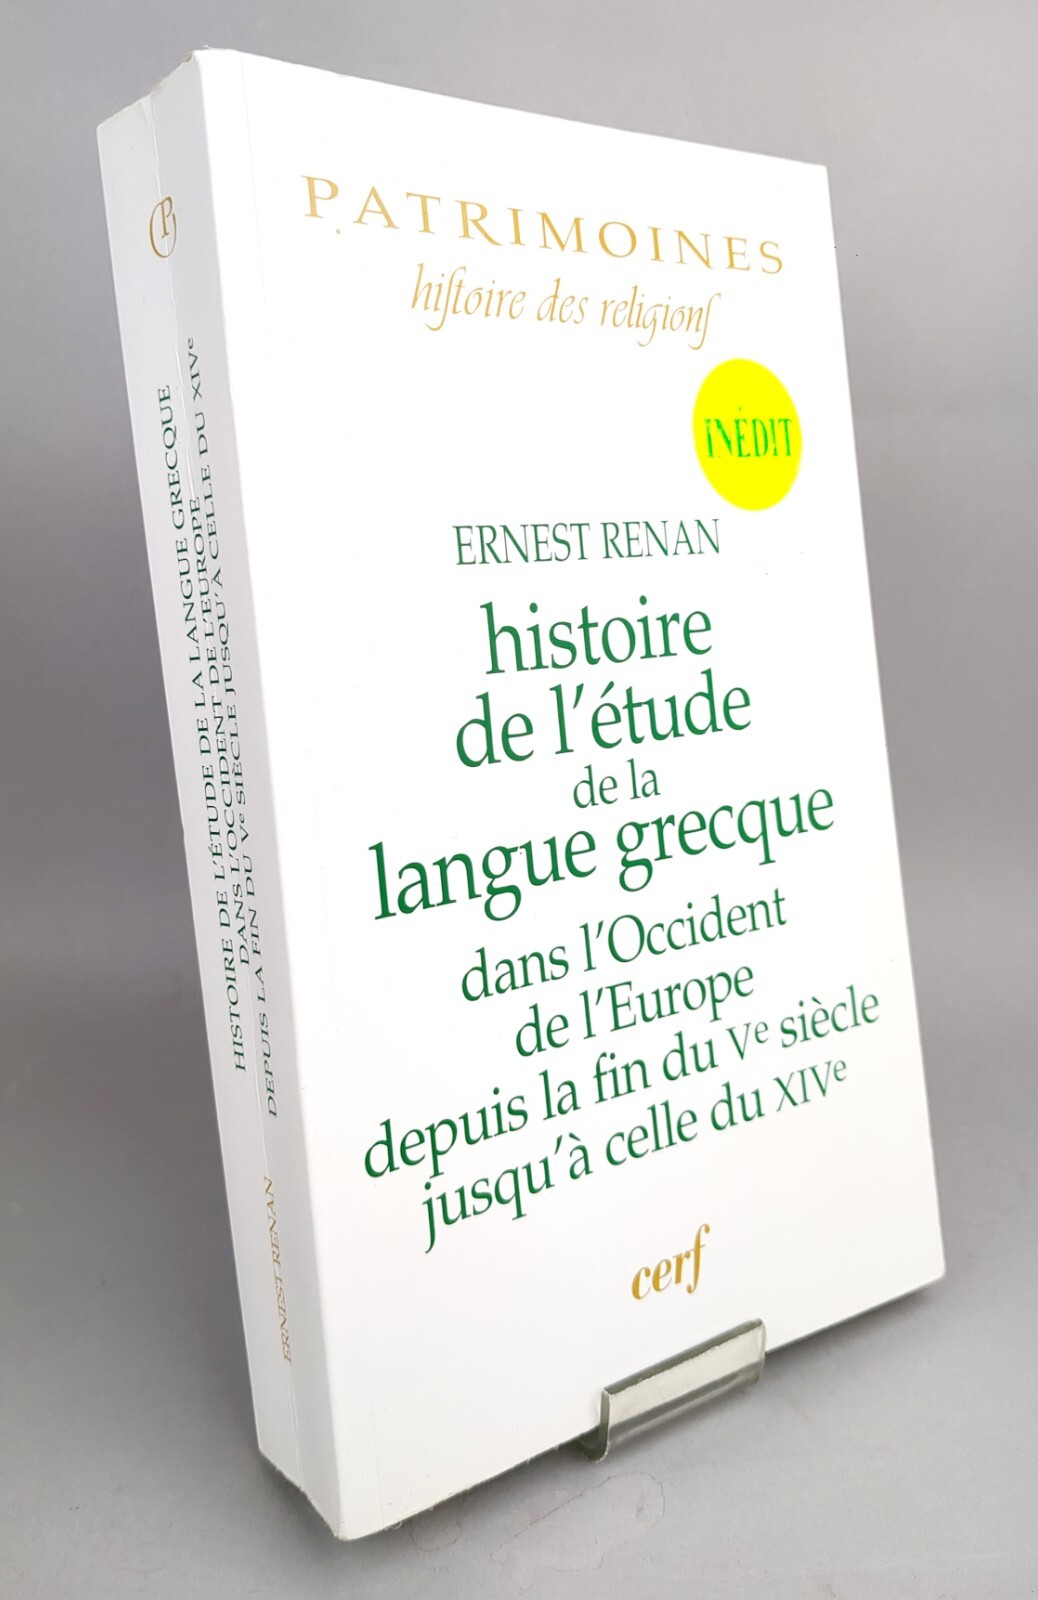 PATRIMOINES
hiſtoire des religionſ
INÉDIT
ERNEST RENAN
histoire
de l'étude
de la
langue grecque
dans l'Occident
de l'Europe
depuis la fin du Ve siècle
jusqu'à celle du XIVe
cerf
P
HISTOIRE DE L'ÉTUDE DE LA LANGUE GRECQUE
DANS L'OCCIDENT DE L'EUROPE
DEPUIS LA FIN DU Ve SIÈCLE JUSQU'À CELLE DU XIVe
ERNEST RENAN